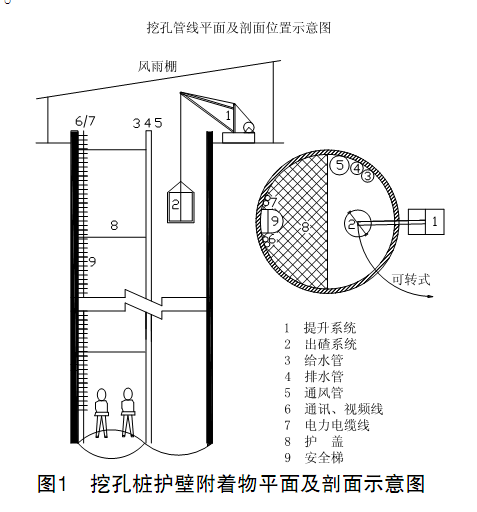 挖孔管线平面及剖面位置示意图
风雨棚
6/7
3 4 5
1
2
8
9
5
4
3
7
9
6
8
2
1
可转式
1 提升系统
2 出碴系统
3 给水管
4 排水管
5 通风管
6 通讯、视频线
7 电力电缆线
8 护 盖
9 安全梯
图1 挖孔桩护壁附着物平面及剖面示意图